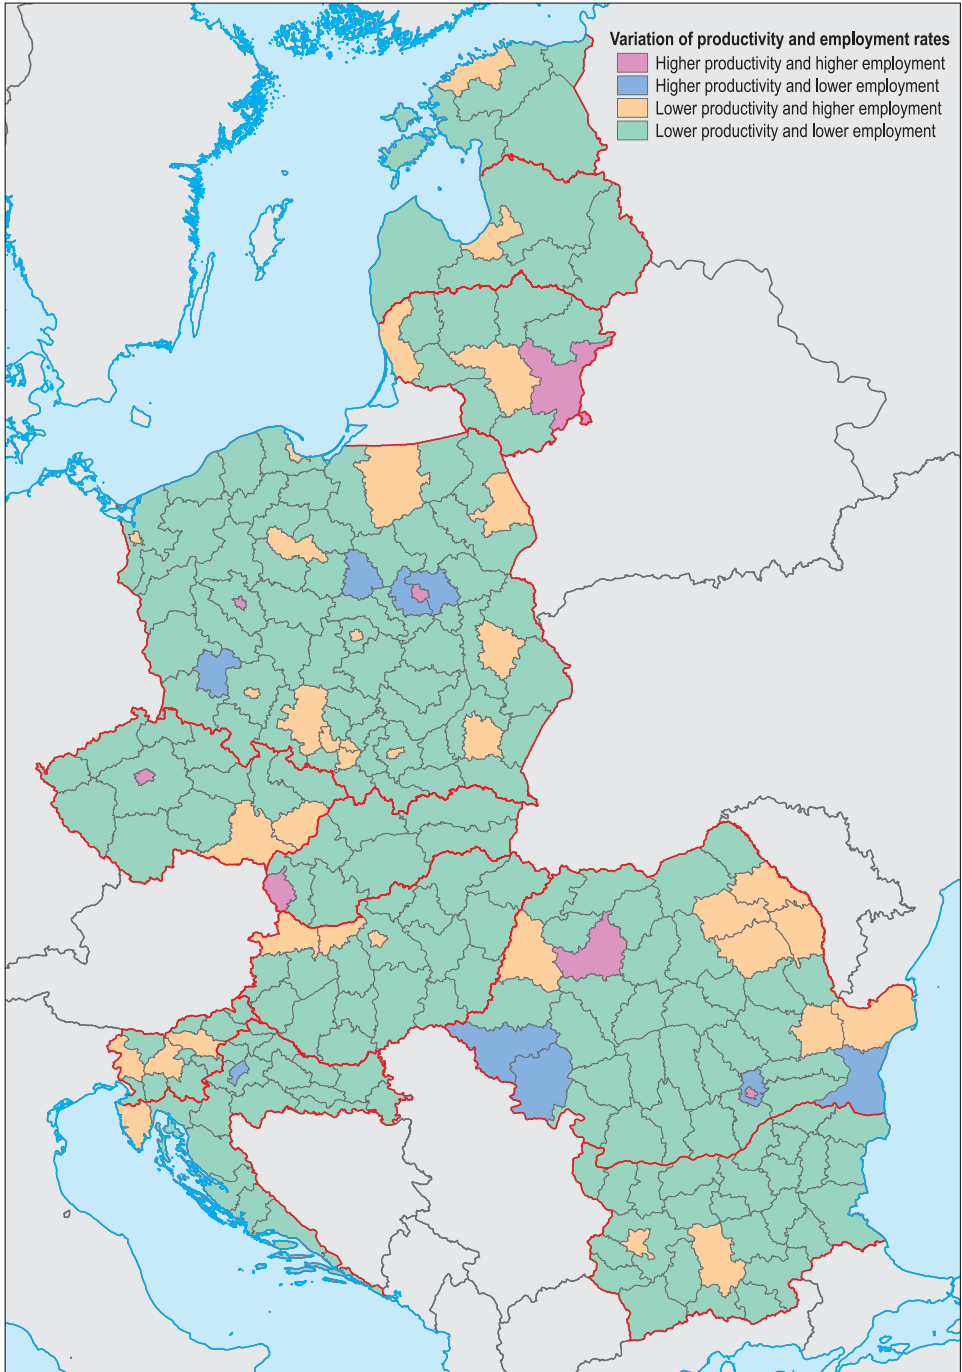 Variation of productivity and employment rates
Higher productivity and higher employment
Higher productivity and lower employment
Lower productivity and higher employment
Lower productivity and lower employment